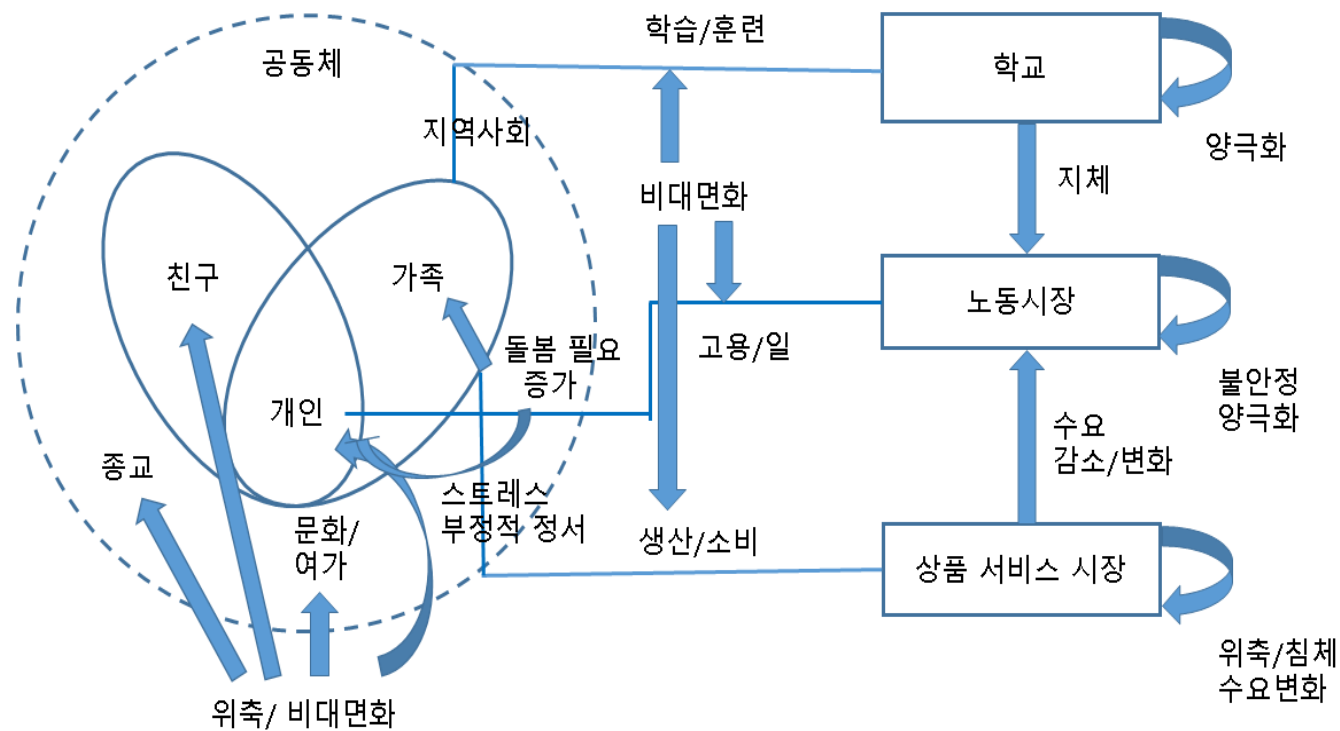 공동체
학습/훈련
학교
지역사회
양극화
지체
비대면화
친구
가족
노동시장
돌봄 필요
증가
고용/일
개인
불안정
양극화
수요
감소/변화
종교
스트레스
부정적 정서
문화/
여가
생산/소비
상품 서비스 시장
위축/침체
수요변화
위축/ 비대면화